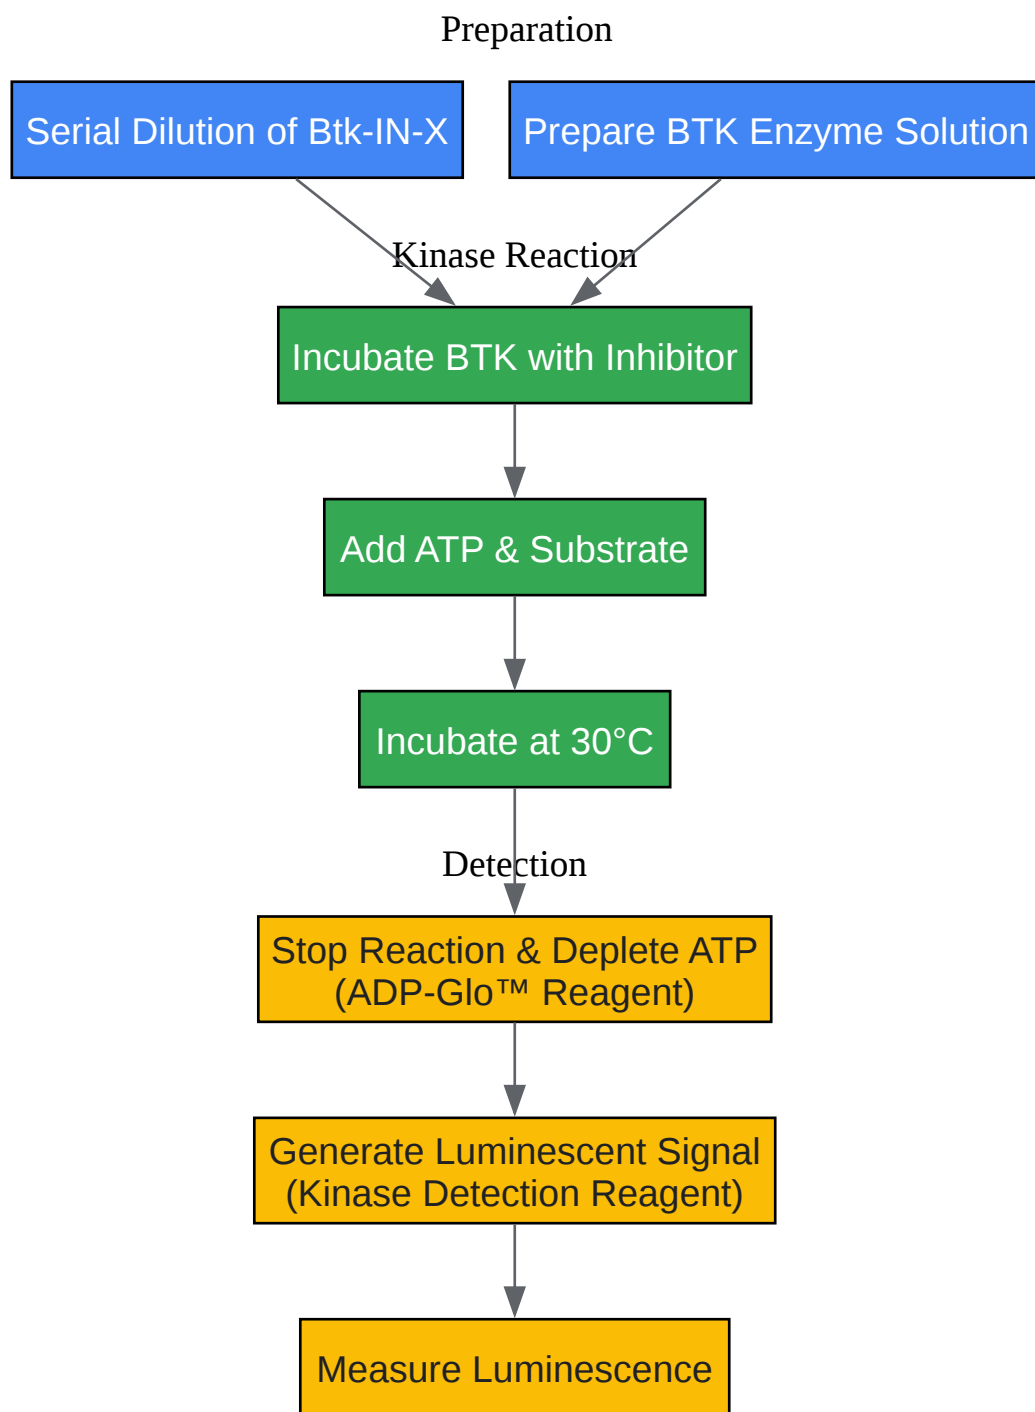 Preparation
Serial Dilution of Btk-IN-X
Prepare BTK Enzyme Solution
Kinase Reaction
Incubate BTK with Inhibitor
Add ATP & Substrate
Incubate at 30°C
Detection
Stop Reaction & Deplete ATP
(ADP-Glo™ Reagent)
Generate Luminescent Signal
(Kinase Detection Reagent)
Measure Luminescence